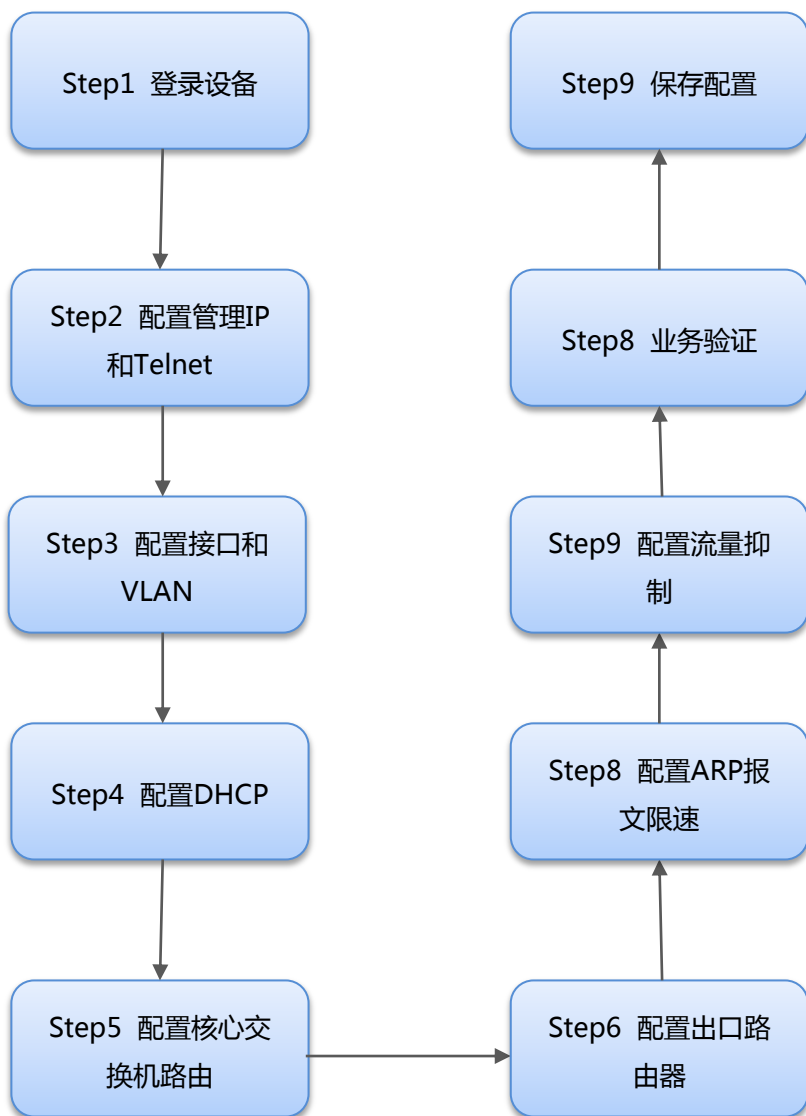 Step1 登录设备
Step2 配置管理IP
和Telnet
Step3 配置接口和
VLAN
Step4 配置DHCP
Step5 配置核心交
换机路由
Step6 配置出口路
由器
Step8 配置ARP报
文限速
Step9 配置流量抑
制
Step8 业务验证
Step9 保存配置